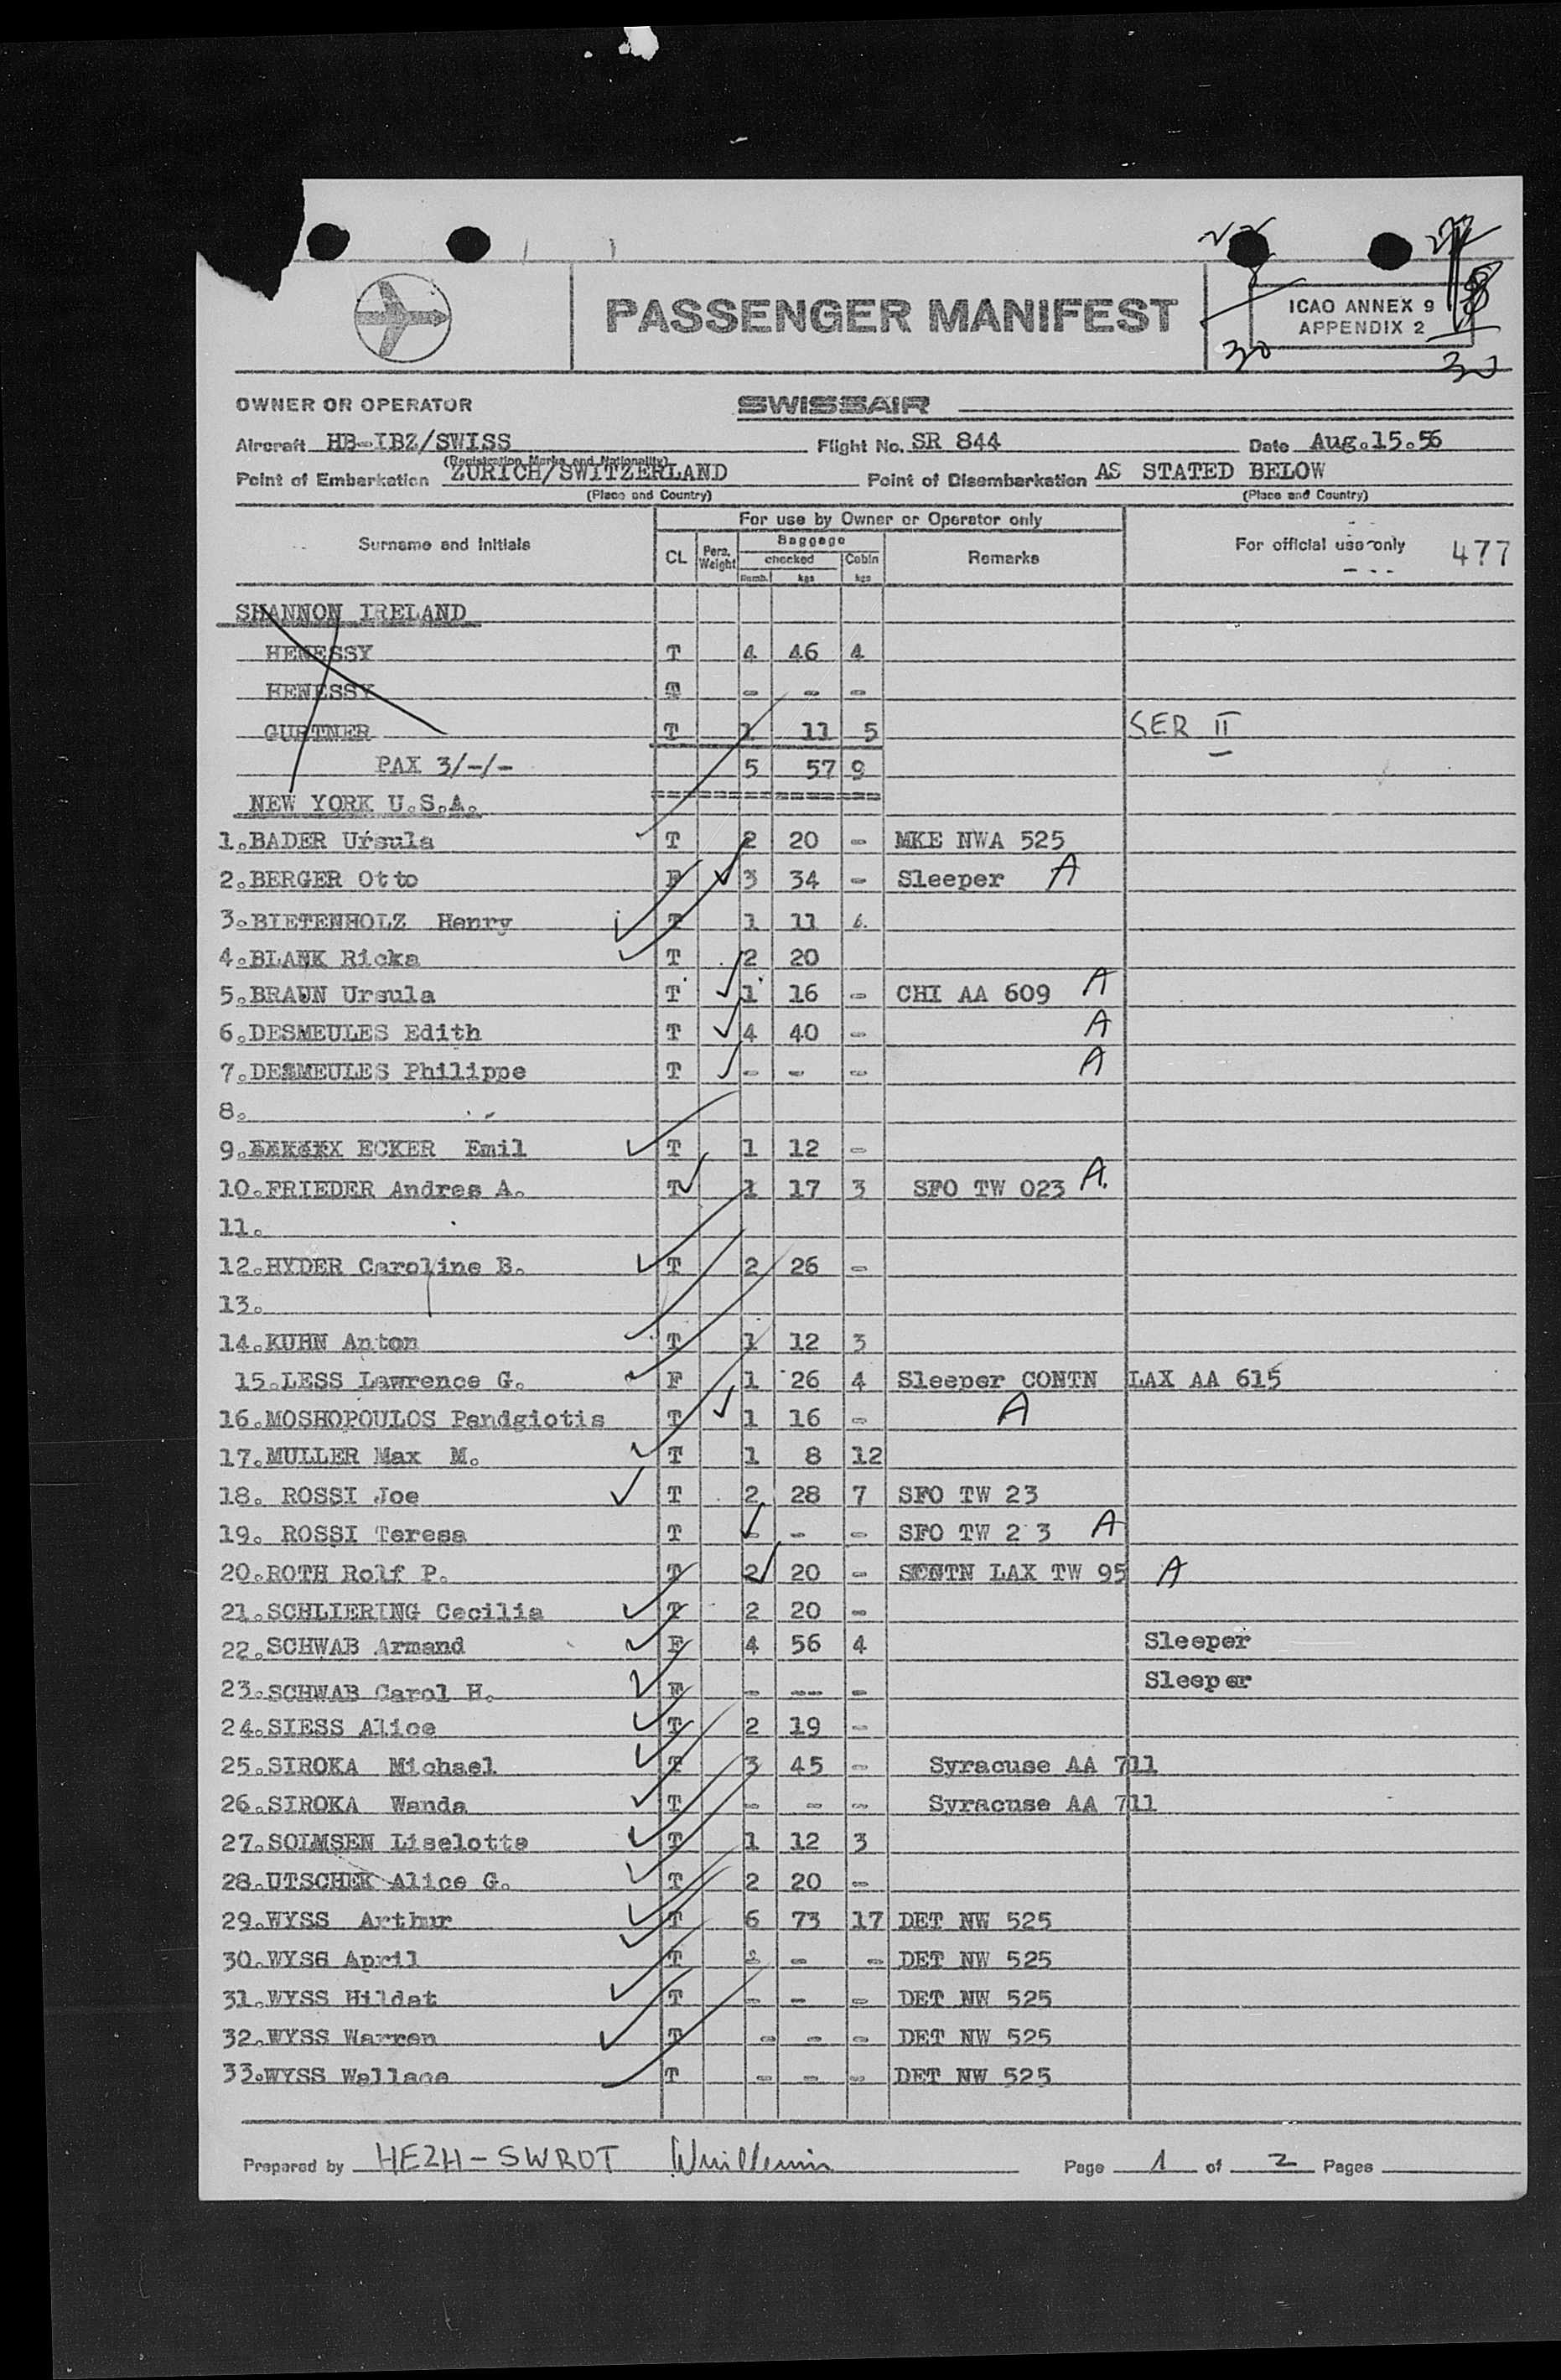 PASSENGER MANIFEST
ICAO ANNEX 9
APPENDIX 2
30
30
OWNER OR OPERATOR SWISSAIR
Aircraft HB-IBZ/SWISS Flight No. SR 844 Date Aug.15.56
(Registration Marks and Nationality)
Point of Embarkation ZURICH/SWITZERLAND Point of Disembarkation AS STATED BELOW
(Place and Country) (Place and Country)
For use by Owner or Operator only
Surname and Initials CL Pers. Weight Baggage checked Numb. kgs Cabin kgs Remarks For official use only 477
SHANNON IRELAND
HENESSY T 4 46 4
HENESSY T - - -
GURTNER T 1 11 5 SER II
PAX 3/-/- 5 57 9
NEW YORK U.S.A.
1.BADER Ursula T 2 20 - MKE NWA 525
2.BERGER Otto F 3 34 - Sleeper A
3.BIETENHOLZ Henry T 1 11
4.BLANK Ricka T 2 20
5.BRAUN Ursula T 1 16 - CHI AA 609 A
6.DESMEULES Edith T 4 40 - A
7.DESMEULES Philippe T - - - A
8.
9. ECKER Emil T 1 12 -
10.FRIEDER Andres A. T 1 17 3 SFO TW 023 A.
11.
12.HYDER Caroline B. T 2 26 -
13.
14.KUHN Anton T 1 12 3
15.LESS Lawrence G. F 1 26 4 Sleeper CONTN LAX AA 615
16.MOSHOPOULOS Pandgiotis T 1 16 - A
17.MULLER Max M. T 1 8 12
18. ROSSI Joe T 2 28 7 SFO TW 23
19. ROSSI Teresa T - - - SFO TW 2 3 A
20.ROTH Rolf P. T 2 20 - LAX TW 95 A
21.SCHLIERING Cecilia T 2 20 -
22.SCHWAB Armand F 4 56 4 Sleeper
23.SCHWAB Carol H. F - --- - Sleeper
24.SIESS Alice T 2 19 -
25.SIROKA Michael T 3 45 - Syracuse AA 711
26.SIROKA Wanda T - - - Syracuse AA 711
27.SOLMSEN Liselotte T 1 12 3
28.UTSCHEK Alice G. T 2 20 -
29.WYSS Arthur T 6 73 17 DET NW 525
30.WYSS April T - - DET NW 525
31.WYSS Hildat T - - - DET NW 525
32.WYSS Warren T - - - DET NW 525
33.WYSS Wallace T - - - DET NW 525
Prepared by HEZH-SWROT Wuillemin Page 1 of 2 Pages